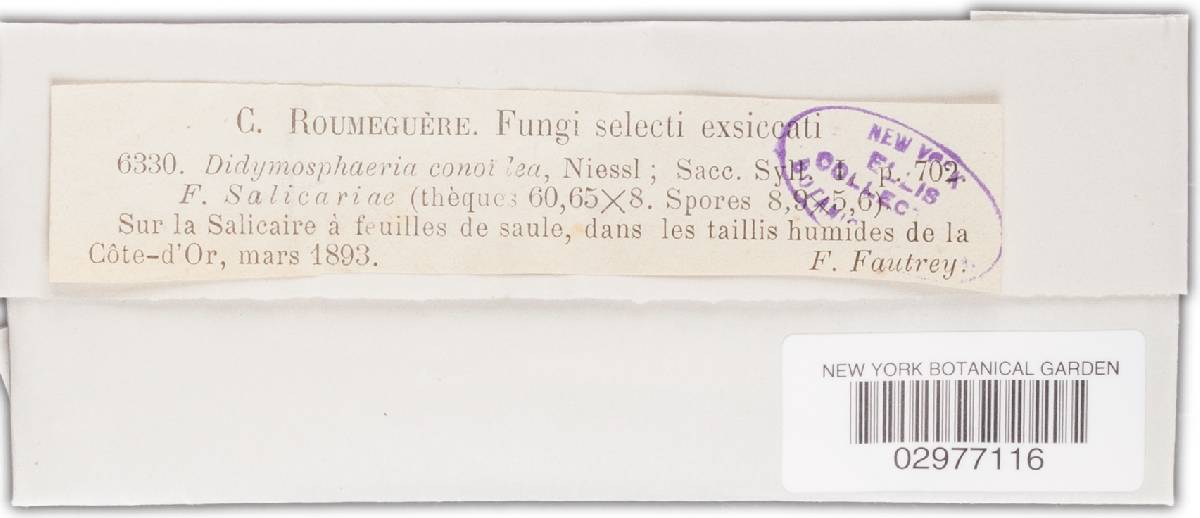 C. ROUMEGUÈRE. Fungi selecti exsiccati
6330. Didymosphaeria conoi lea, Niessl ; Sacc. Syll. I. p. 702.
F. Salicariae (thèques 60,65×8. Spores 8,9×5,6).
Sur la Salicaire à feuilles de saule, dans les taillis humides de la
Côte-d'Or, mars 1893. F. Fautrey.
NEW YORK
ELLIS
COLLEC
NEW YORK BOTANICAL GARDEN
02977116